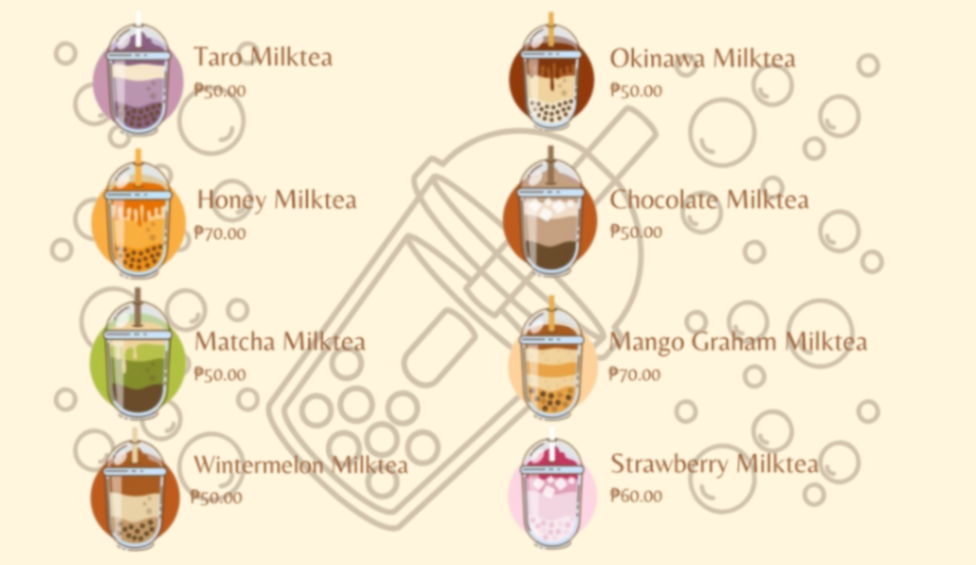 Taro Milktea
₱50.00
Honey Milktea
₱70.00
Matcha Milktea
₱50.00
Wintermelon Milktea
₱50.00
Okinawa Milktea
₱50.00
Chocolate Milktea
₱50.00
Mango Graham Milktea
₱70.00
Strawberry Milktea
₱60.00